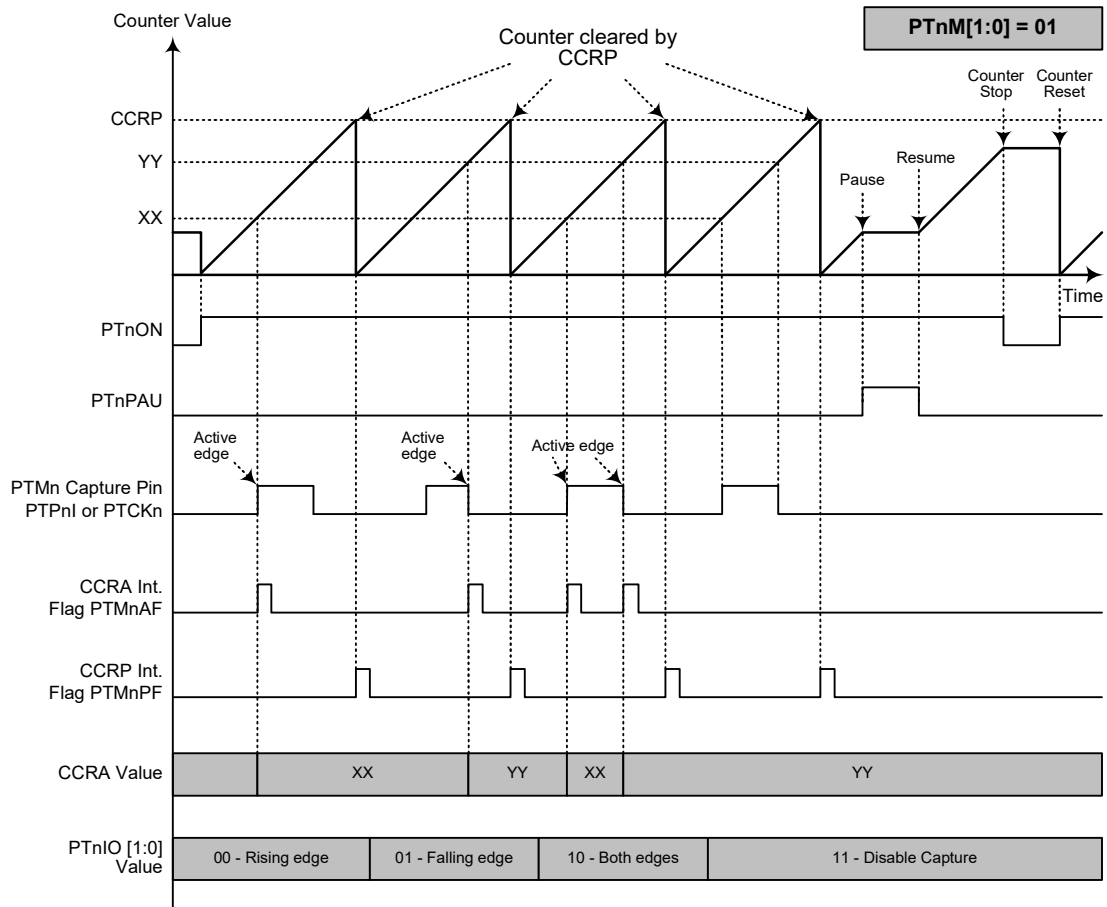 Counter Value
PTnM[1:0] = 01
Counter cleared by
CCRP
Counter
Stop
Counter
Reset
CCRP
YY
XX
Pause
Resume
Time
PTnON
PTnPAU
Active
edge
Active
edge
Active edge
PTMn Capture Pin
PTPnI or PTCKn
CCRA Int.
Flag PTMnAF
CCRP Int.
Flag PTMnPF
CCRA Value
XX
YY
XX
YY
PTnIO [1:0]
Value
00 - Rising edge
01 - Falling edge
10 - Both edges
11 - Disable Capture